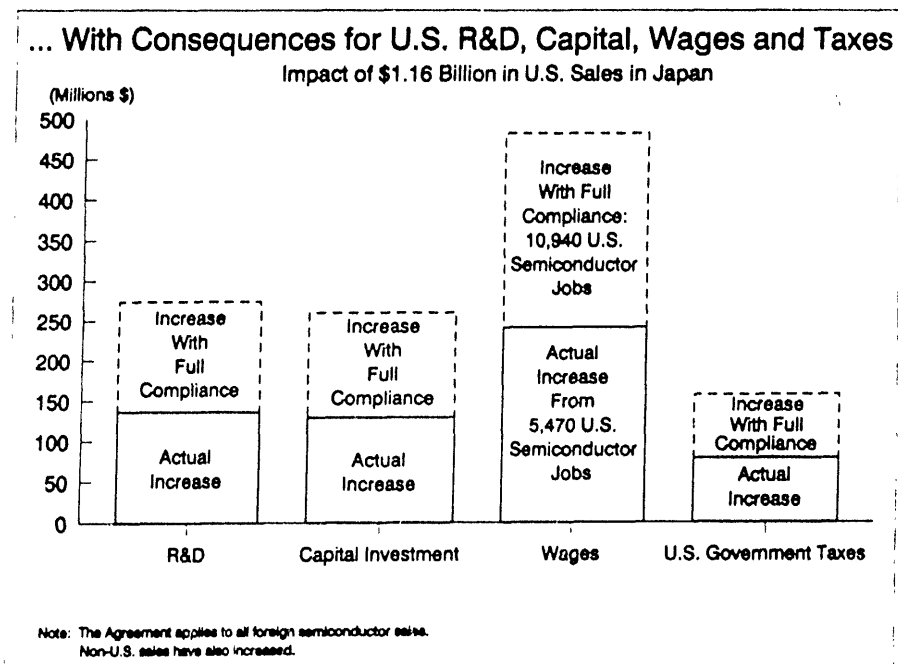 ... With Consequences for U.S. R&D, Capital, Wages and Taxes
Impact of $1.16 Billion in U.S. Sales in Japan
(Millions $)
500
450
400
350
300
250
200
150
100
50
0
Increase
With
Full
Compliance
Actual
Increase
Increase
With
Full
Compliance
Actual
Increase
Increase
With Full
Compliance:
10,940 U.S.
Semiconductor
Jobs
Actual
Increase
From
5,470 U.S.
Semiconductor
Jobs
Increase
With Full
Compliance
Actual
Increase
R&D
Capital Investment
Wages
U.S. Government Taxes
Note: The Agreement applies to all foreign semiconductor sales.
Non-U.S. sales have also increased.